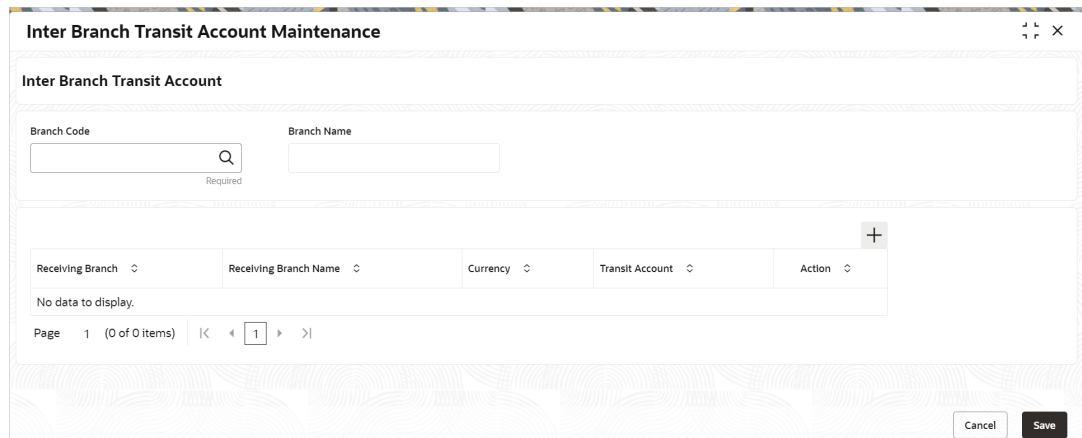 Inter Branch Transit Account Maintenance
Inter Branch Transit Account
Branch Code Branch Name
Required
Receiving Branch Receiving Branch Name Currency Transit Account Action
No data to display.
Page 1 (0 of 0 items) 1
Cancel Save